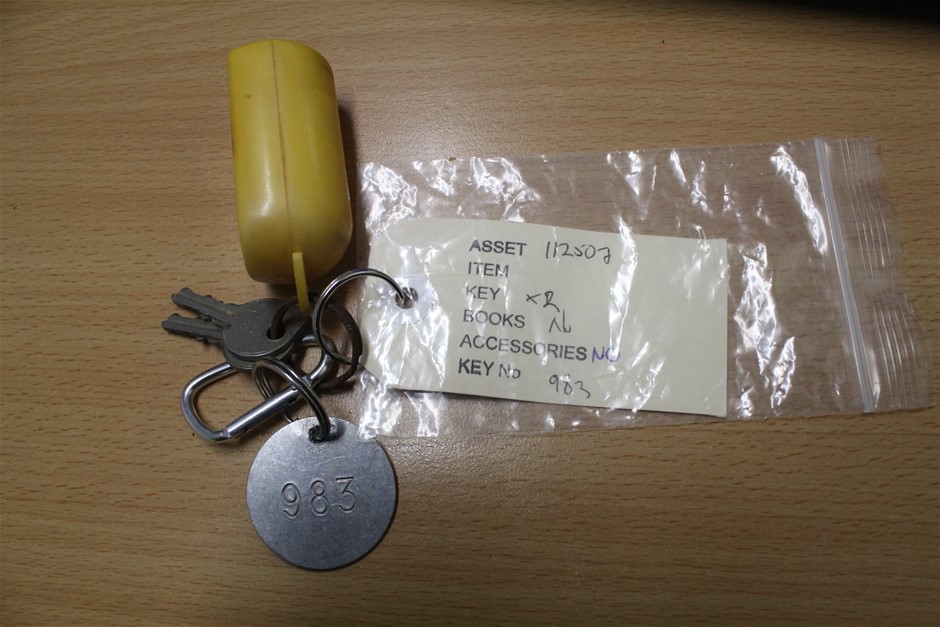 ASSET 112507
ITEM
KEY x2
BOOKS
ACCESSORIES NO
KEY No 983
983